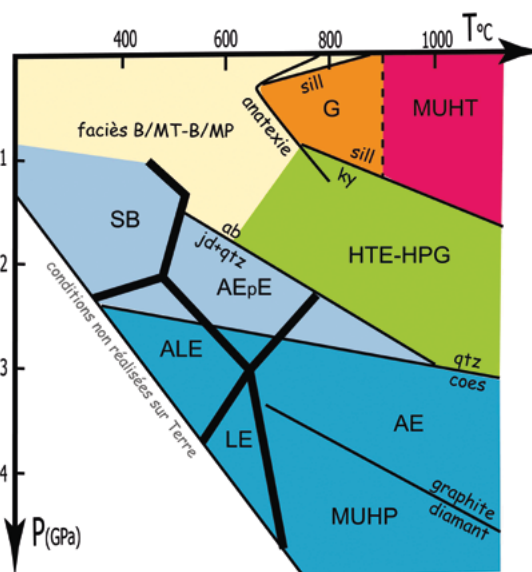 T°C
400
600
800
1000
sill
G
MUHT
anatexie
faciès B/MT-B/MP
sill
ky
1
SB
ab
jd+qtz
HTE-HPG
2
AEpE
conditions non réalisées sur Terre
ALE
qtz
coes
3
AE
LE
graphite
diamant
4
MUHP
P(GPa)